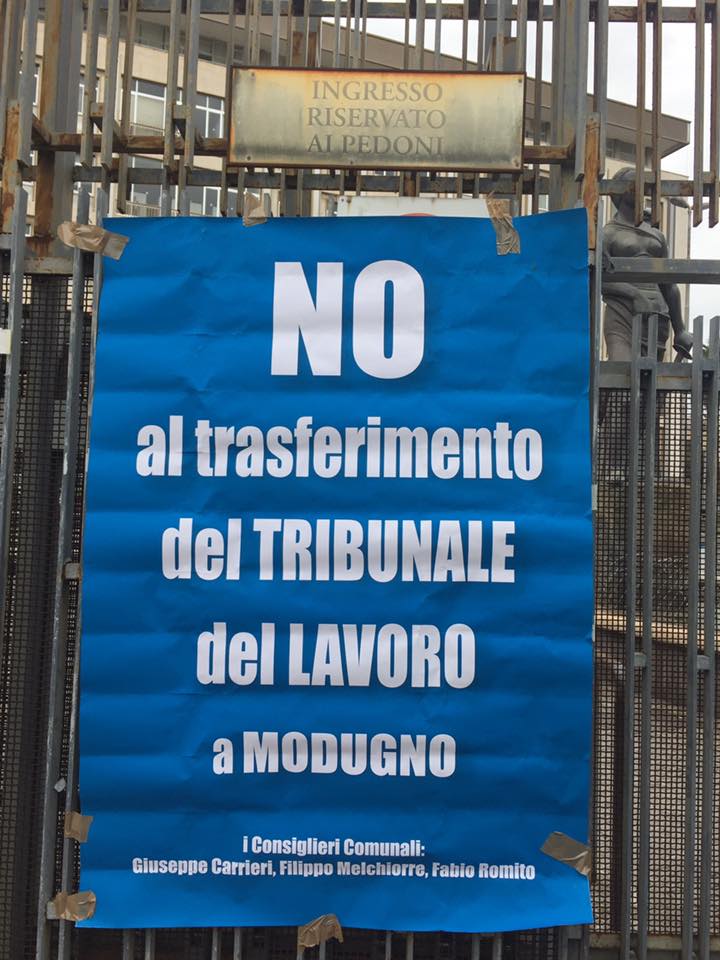 INGRESSO
RISERVATO
AI PEDONI
NO
al trasferimento
del TRIBUNALE
del LAVORO
a MODUGNO
i Consiglieri Comunali:
Giuseppe Carrieri, Filippo Melchiorre, Fabio Romito